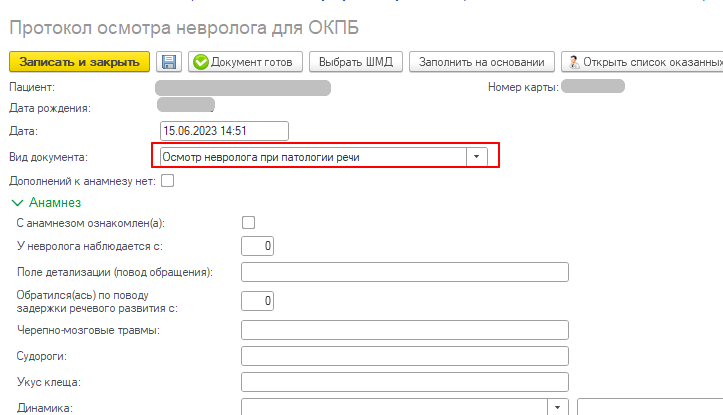 Протокол осмотра невролога для ОКПБ
Записать и закрыть Документ готов Выбрать ШМД Заполнить на основании Открыть список оказанных
Пациент: Номер карты:
Дата рождения:
Дата: 15.06.2023 14:51
Вид документа: Осмотр невролога при патологии речи
Дополнений к анамнезу нет:
Анамнез
С анамнезом ознакомлен(а):
У невролога наблюдается с: 0
Поле детализации (повод обращения):
Обратился(ась) по поводу
задержки речевого развития с: 0
Черепно-мозговые травмы:
Судороги:
Укус клеща:
Динамика: